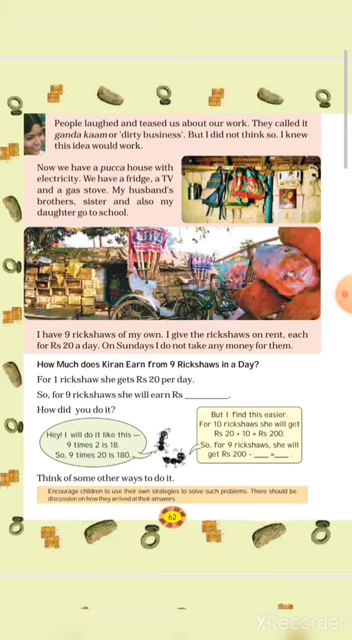 People laughed and teased us about our work. They called it
ganda kaam or 'dirty business'. But I did not think so. I knew
this idea would work.
Now we have a pucca house with
electricity. We have a fridge, a TV
and a gas stove. My husband's
brothers, sister and also my
daughter go to school.
I have 9 rickshaws of my own. I give the rickshaws on rent, each
for Rs 20 a day. On Sundays I do not take any money for them.
How Much does Kiran Earn from 9 Rickshaws in a Day?
For 1 rickshaw she gets Rs 20 per day.
So, for 9 rickshaws she will earn Rs ________.
How did you do it?
Hey! I will do it like this —
9 times 2 is 18.
So, 9 times 20 is 180.
But I find this easier.
For 10 rickshaws she will get
Rs 20 × 10 = Rs 200.
So, for 9 rickshaws, she will
get Rs 200 - ____ =____ .
Think of some other ways to do it.
Encourage children to use their own strategies to solve such problems. There should be
discussion on how they arrived at their answers.
62
XRecorder